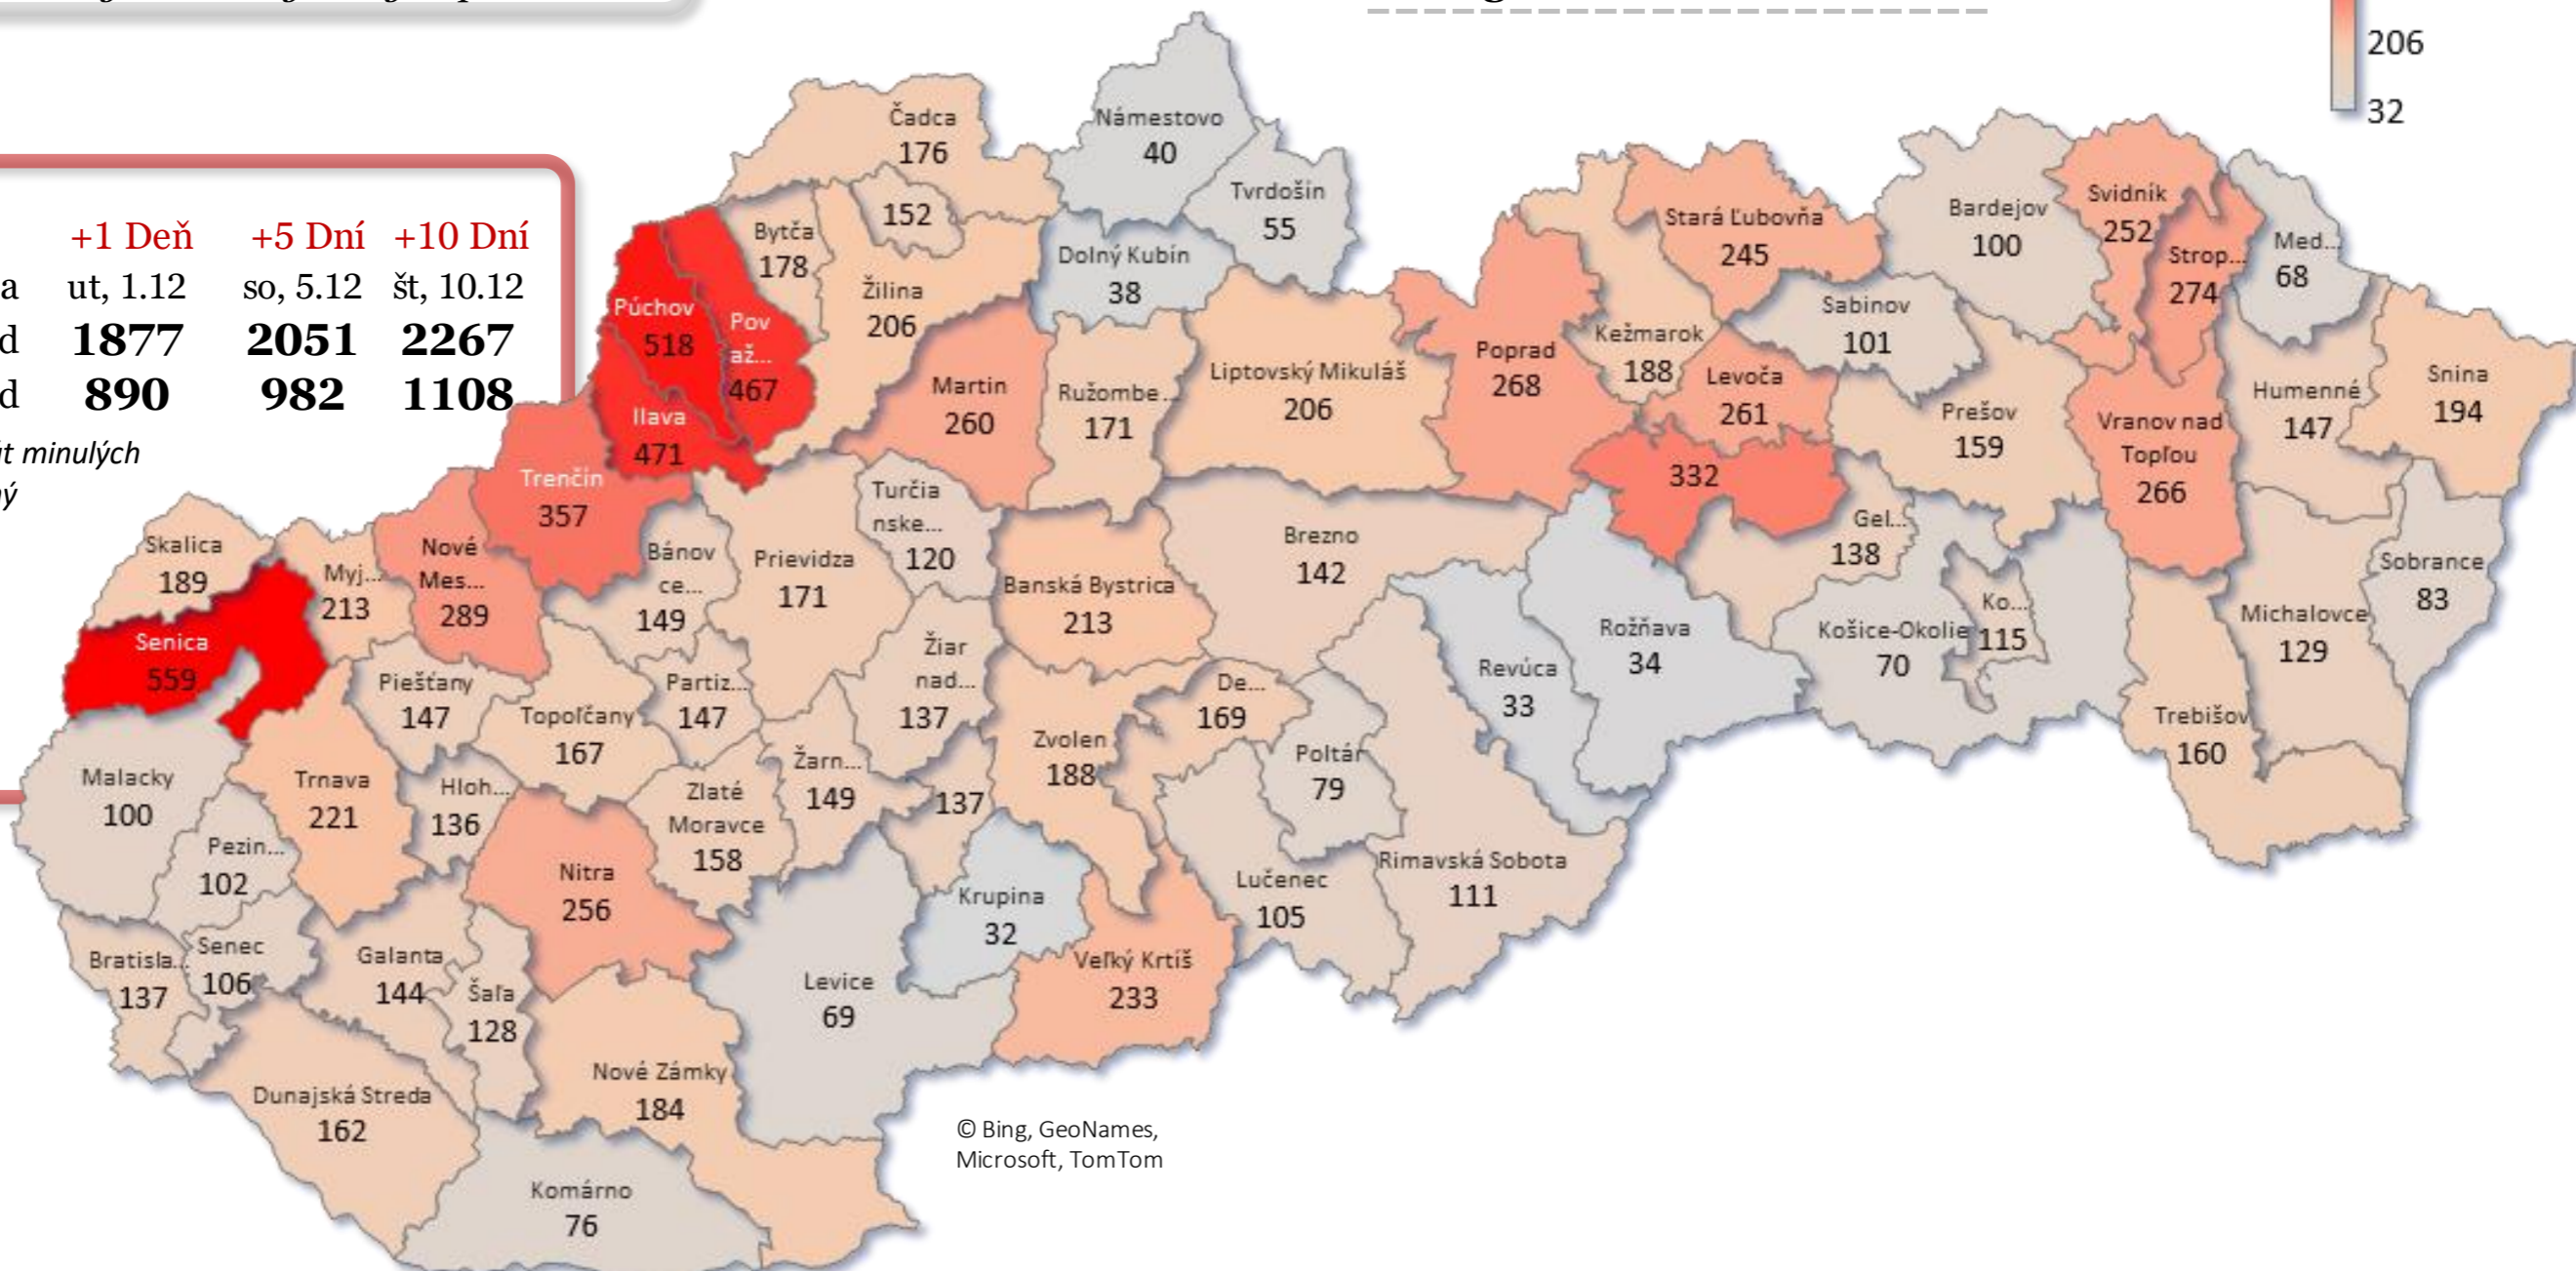 206
32
+1 Deň +5 Dní +10 Dní
a ut, 1.12 so, 5.12 št, 10.12
d 1877 2051 2267
d 890 982 1108
it minulých
ný
Čadca
176
Námestovo
40
152
Tvrdošín
55
Bytča
178
Dolný Kubín
38
Žilina
206
Púchov
518
Pov
až...
467
Ilava
471
Martin
260
Ružombe...
171
Liptovský Mikuláš
206
Poprad
268
Kežmarok
188
Stará Ľubovňa
245
Levoča
261
332
Sabinov
101
Bardejov
100
Svidník
252
Strop...
274
Med...
68
Prešov
159
Vranov nad
Topľou
266
Humenné
147
Snina
194
Trenčín
357
Skalica
189
Myj...
213
Nové
Mes...
289
Bánov
ce...
149
Prievidza
171
Turčia
nske...
120
Banská Bystrica
213
Brezno
142
Gel...
138
Sobrance
83
Michalovce
129
Ko...
115
Košice-Okolie
70
Rožňava
34
Revúca
33
Senica
559
Piešťany
147
Topoľčany
167
Partiz...
147
Žiar
nad...
137
De...
169
Zvolen
188
Poltár
79
Trebišov
160
Malacky
100
Trnava
221
Hloh...
136
Zlaté
Moravce
158
Žarn...
149
137
Pezin...
102
Nitra
256
Krupina
32
Lučenec
105
Rimavská Sobota
111
Bratisla...
137
Senec
106
Galanta
144
Šaľa
128
Levice
69
Veľký Krtíš
233
Dunajská Streda
162
Nové Zámky
184
Komárno
76
© Bing, GeoNames,
Microsoft, TomTom